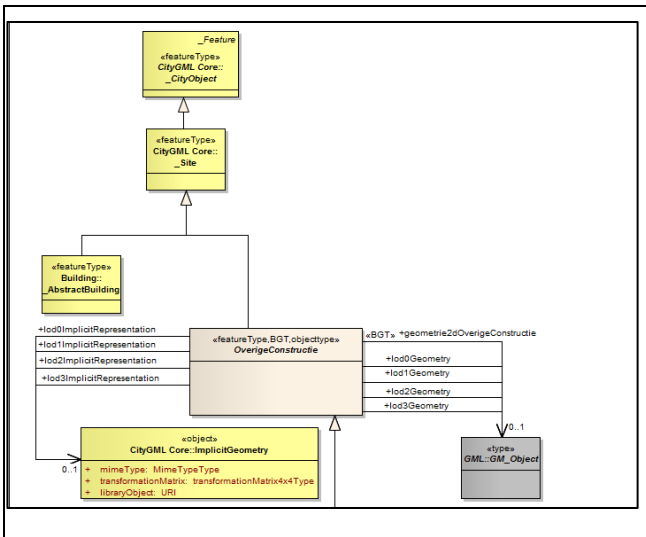 _Feature
«featureType»
CityGML Core::
_CityObject
«featureType»
CityGML Core::
_Site
«featureType»
Building::
_AbstractBuilding
+lod0ImplicitRepresentation
+lod1ImplicitRepresentation
+lod2ImplicitRepresentation
+lod3ImplicitRepresentation
«featureType,BGT,objecttype»
OverigeConstructie
«BGT» +geometrie2dOverigeConstructie
+lod0Geometry
+lod1Geometry
+lod2Geometry
+lod3Geometry
0..1
«object»
CityGML Core::ImplicitGeometry
+ mimeType: MimeTypeType
+ transformationMatrix: transformationMatrix4x4Type
+ libraryObject: URI
0..1
«type»
GML::GM_Object